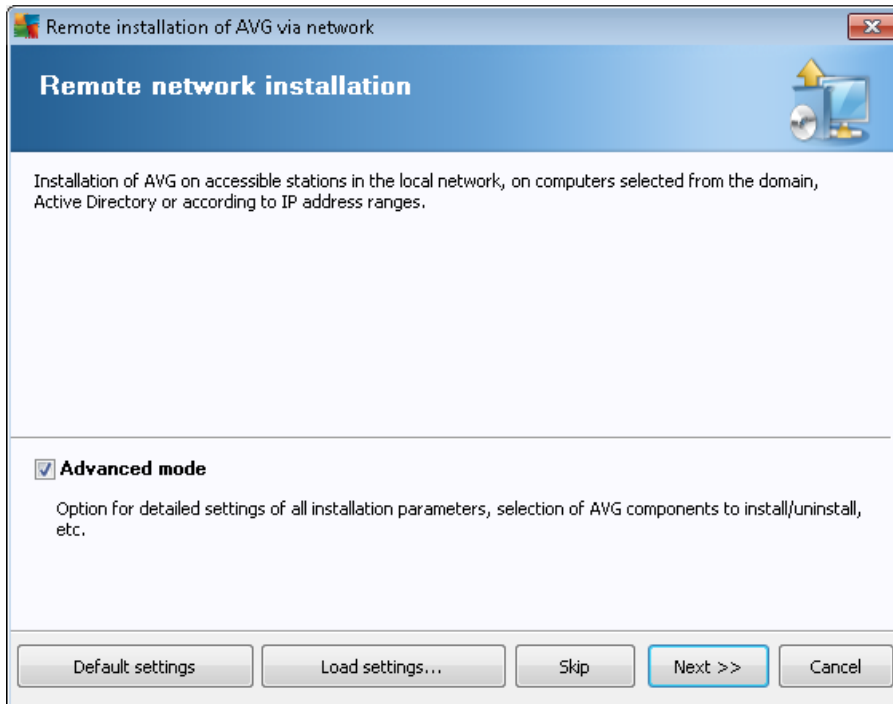 Remote installation of AVG via network
Remote network installation
Installation of AVG on accessible stations in the local network, on computers selected from the domain,
Active Directory or according to IP address ranges.
Advanced mode
Option for detailed settings of all installation parameters, selection of AVG components to install/uninstall,
etc.
Default settings
Load settings...
Skip
Next >>
Cancel